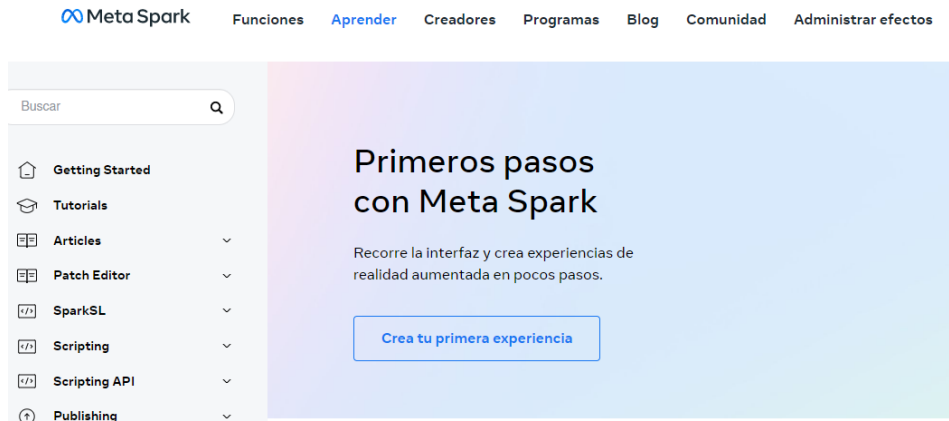 Meta Spark
Funciones Aprender Creadores Programas Blog Comunidad Administrar efectos
Buscar
Getting Started
Tutorials
Articles
Patch Editor
SparkSL
Scripting
Scripting API
Publishing
Primeros pasos
con Meta Spark
Recorre la interfaz y crea experiencias de
realidad aumentada en pocos pasos.
Crea tu primera experiencia